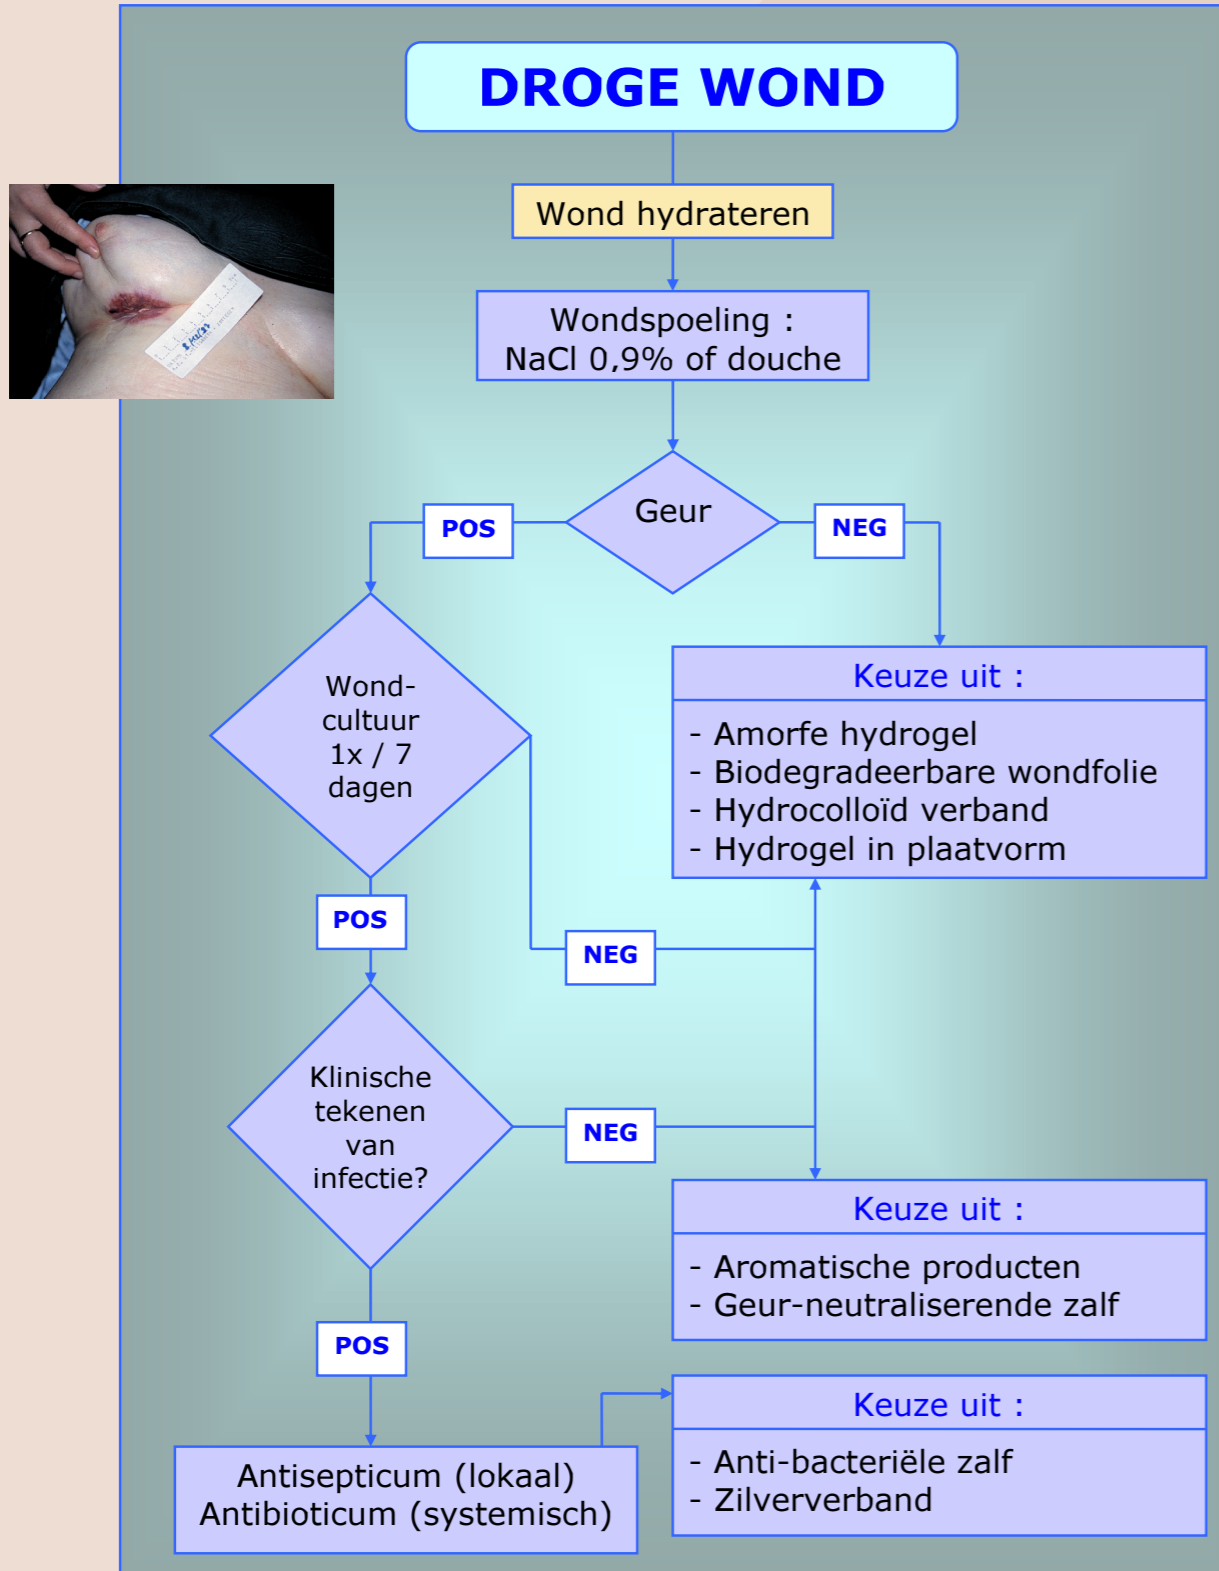 DROGE WOND
Wond hydrateren
Wondspoeling :
NaCl 0,9% of douche
Geur
POS
NEG
Wond-
cultuur
1x / 7
dagen
Keuze uit :
- Amorfe hydrogel
- Biodegradeerbare wondfolie
- Hydrocolloïd verband
- Hydrogel in plaatvorm
POS
NEG
Klinische
tekenen
van
infectie?
NEG
Keuze uit :
- Aromatische producten
- Geur-neutraliserende zalf
POS
Antisepticum (lokaal)
Antibioticum (systemisch)
Keuze uit :
- Anti-bacteriële zalf
- Zilververband